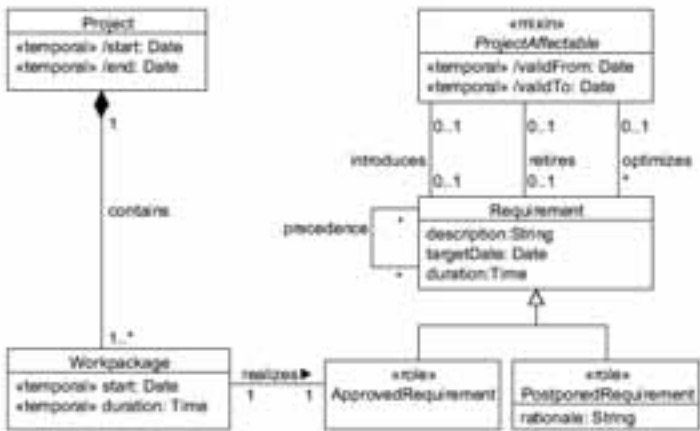 Project
«temporal» /start: Date
«temporal» /end: Date
1
contains
1..*
Workpackage
«temporal» start: Date
«temporal» duration: Time
realizes▶
1
1
«mixin»
ProjectAffectable
«temporal» /validFrom: Date
«temporal» /validTo: Date
0..1
0..1
0..1
introduces
retires
optimizes
0..1
0..1
*
precedence
*
*
Requirement
description:String
targetDate: Date
duration:Time
«role»
ApprovedRequirement
«role»
PostponedRequirement
rationale: String